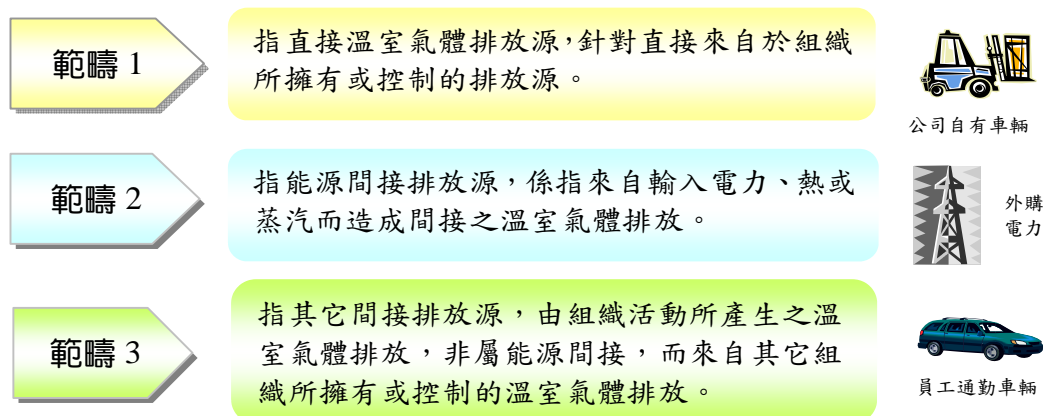 範疇 1
指直接溫室氣體排放源，針對直接來自於組織
所擁有或控制的排放源。
公司自有車輛
範疇 2
指能源間接排放源，係指來自輸入電力、熱或
蒸汽而造成間接之溫室氣體排放。
外購
電力
範疇 3
指其它間接排放源，由組織活動所產生之溫
室氣體排放，非屬能源間接，而來自其它組
織所擁有或控制的溫室氣體排放。
員工通勤車輛